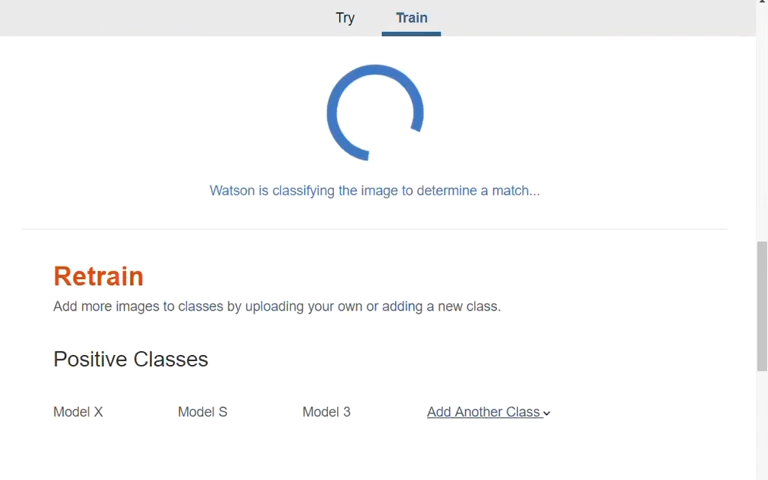 Try Train
Watson is classifying the image to determine a match...
Retrain
Add more images to classes by uploading your own or adding a new class.
Positive Classes
Model X Model S Model 3 Add Another Class